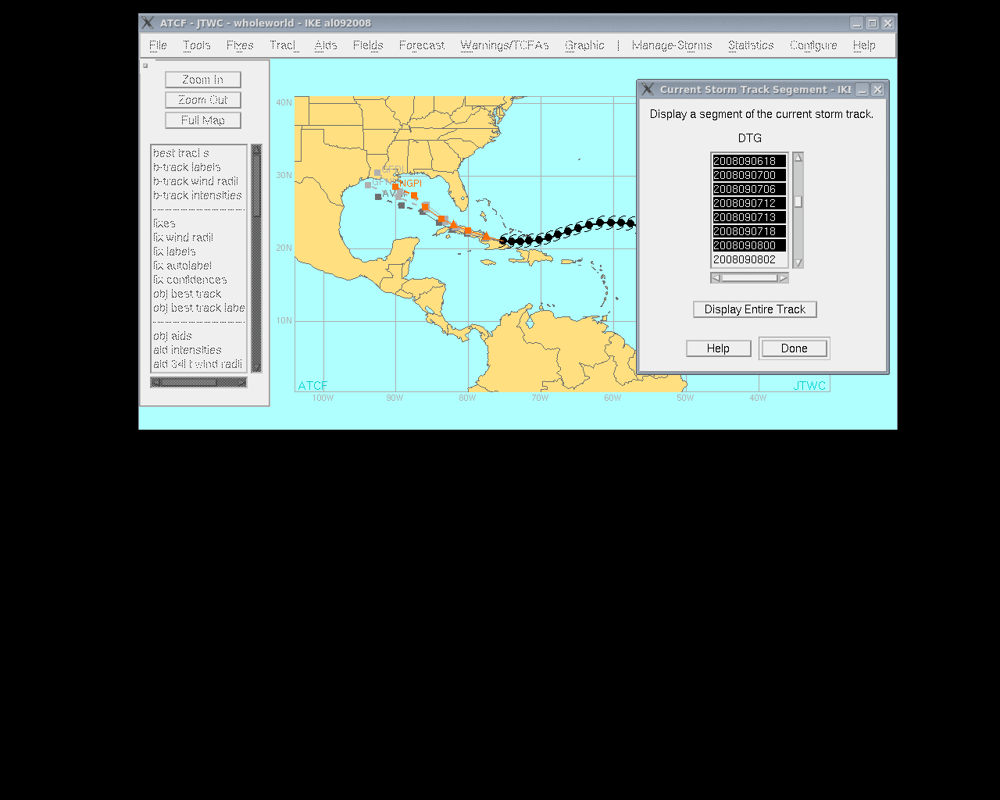 ATCF - JTWC - wholeworld - IKE al092008
File Tools Fixes Track Aids Fields Forecast Warnings/TCFAs Graphic | Manage-Storms Statistics Configure Help
Zoom In
Zoom Out
Full Map
best tracks
b-track labels
b-track wind radii
b-track intensities
fixes
fix wind radii
fix labels
fix autolabel
fix confidences
obj best track
obj best track labe
obj aids
aid intensities
aid 34kt wind radii
40N
30N
20N
10N
NGPI
ATCF
JTWC
100W 90W 80W 70W 60W 50W 40W
Current Storm Track Segement - IKE
Display a segment of the current storm track.
DTG
2008090618
2008090700
2008090706
2008090712
2008090713
2008090718
2008090800
2008090802
Display Entire Track
Help Done